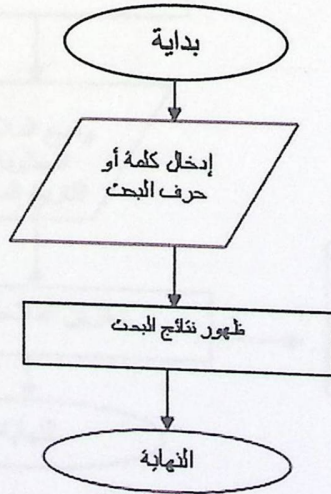 بداية
إدخال كلمة أو
حرف البحث
ظهور نتائج البحث
النهاية